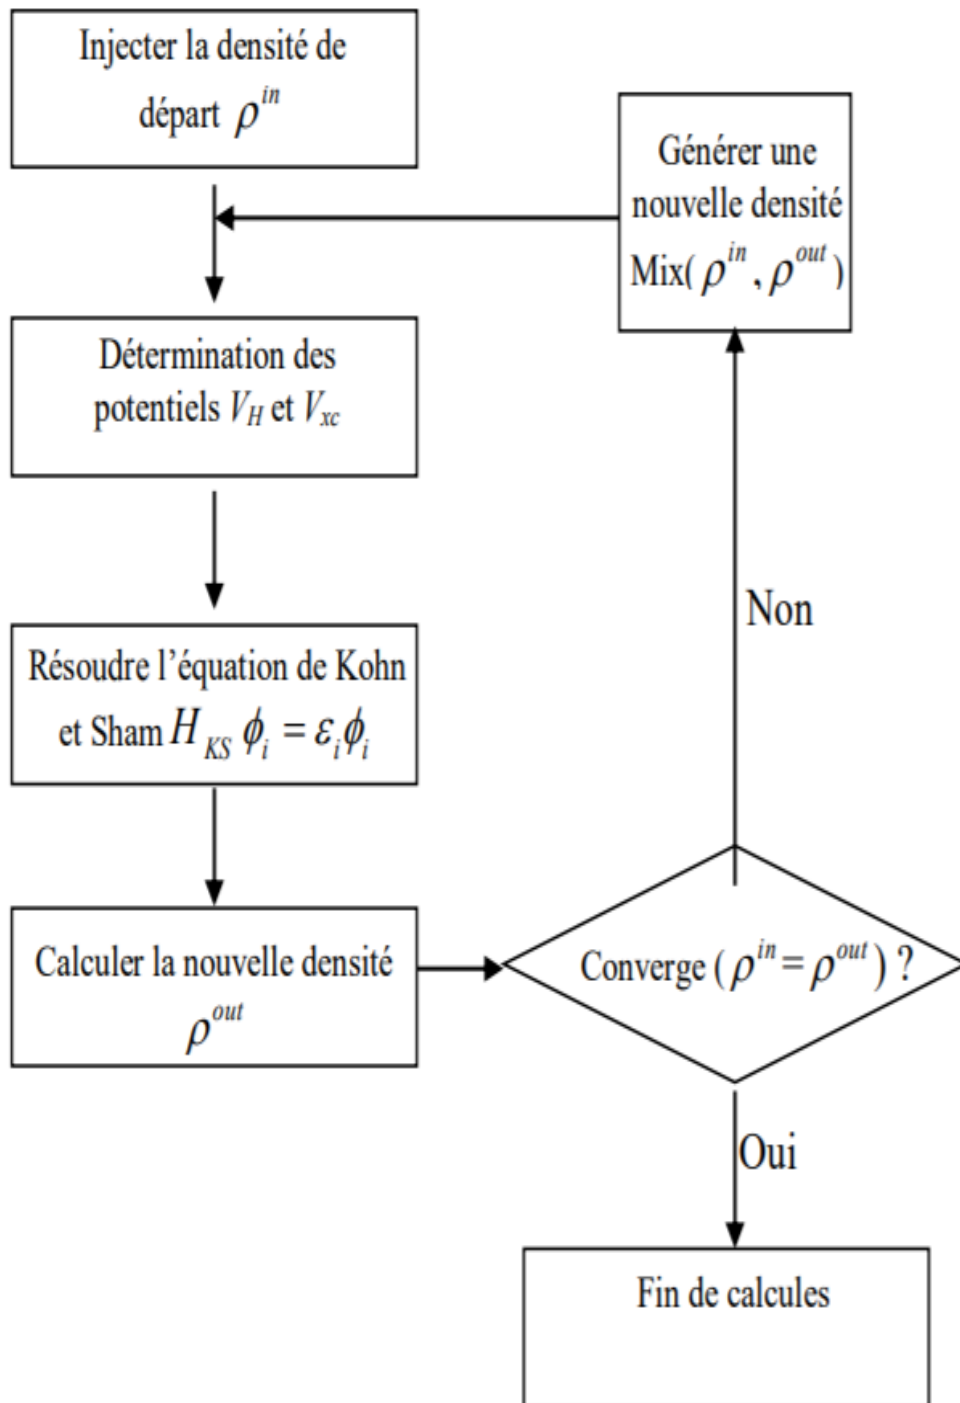 Injecter la densité de
départ ρ^in
Générer une
nouvelle densité
Mix( ρ^in , ρ^out )
Détermination des
potentiels V_H et V_xc
Non
Résoudre l'équation de Kohn
et Sham H_KS ϕ_i = ε_i ϕ_i
Calculer la nouvelle densité
ρ^out
Converge ( ρ^in = ρ^out ) ?
Oui
Fin de calcules